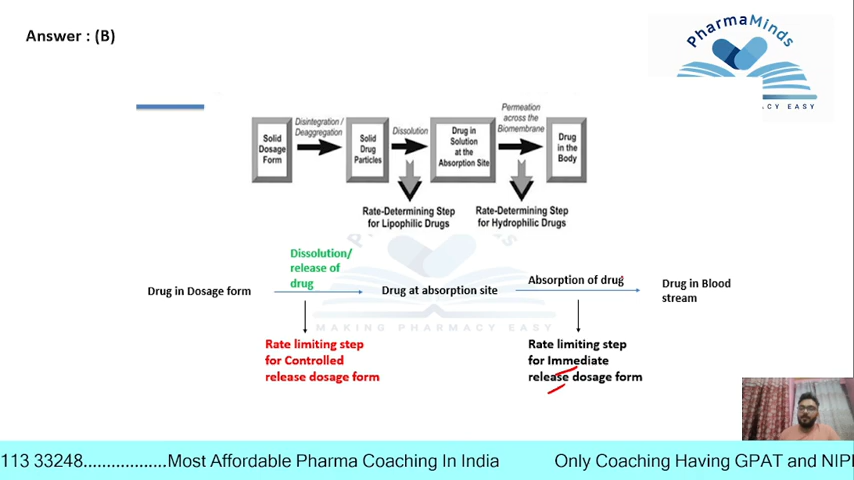 Answer : (B)
PharmaMinds
ACY EASY
Disintegration /
Deaggregation
Dissolution
Permeation
across the
Biomembrane
Solid
Dosage
Form
Solid
Drug
Particles
Drug in
Solution
at the
Absorption Site
Drug
in the
Body
Rate-Determining Step
for Lipophilic Drugs
Rate-Determining Step
for Hydrophilic Drugs
Dissolution/
release of
drug
Drug in Dosage form
Drug at absorption site
Absorption of drug
Drug in Blood
stream
MAKING PHARMACY EASY
Rate limiting step
for Controlled
release dosage form
Rate limiting step
for Immediate
release dosage form
113 33248..................Most Affordable Pharma Coaching In India
Only Coaching Having GPAT and NIPE